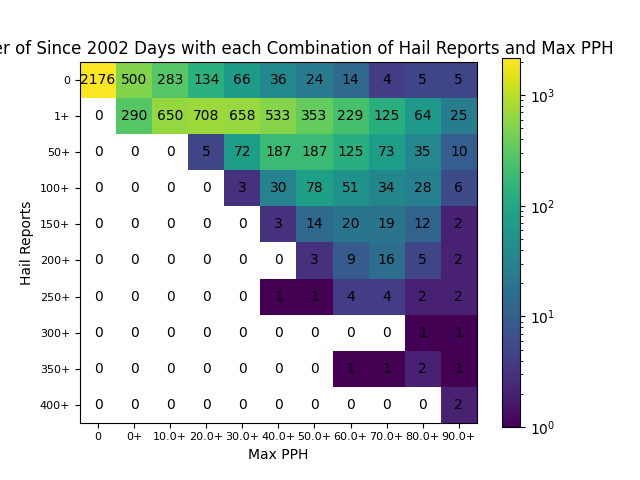 er of Since 2002 Days with each Combination of Hail Reports and Max PPH
0 2176 500 283 134 66 36 24 14 4 5 5
1+ 0 290 650 708 658 533 353 229 125 64 25
50+ 0 0 0 5 72 187 187 125 73 35 10
100+ 0 0 0 0 3 30 78 51 34 28 6
150+ 0 0 0 0 0 3 14 20 19 12 2
200+ 0 0 0 0 0 0 3 9 16 5 2
250+ 0 0 0 0 0 1 1 4 4 2 2
300+ 0 0 0 0 0 0 0 0 0 1 1
350+ 0 0 0 0 0 0 0 1 1 2 1
400+ 0 0 0 0 0 0 0 0 0 0 2
0 0+ 10.0+ 20.0+ 30.0+ 40.0+ 50.0+ 60.0+ 70.0+ 80.0+ 90.0+
Max PPH
Hail Reports
10³
10²
10¹
10⁰